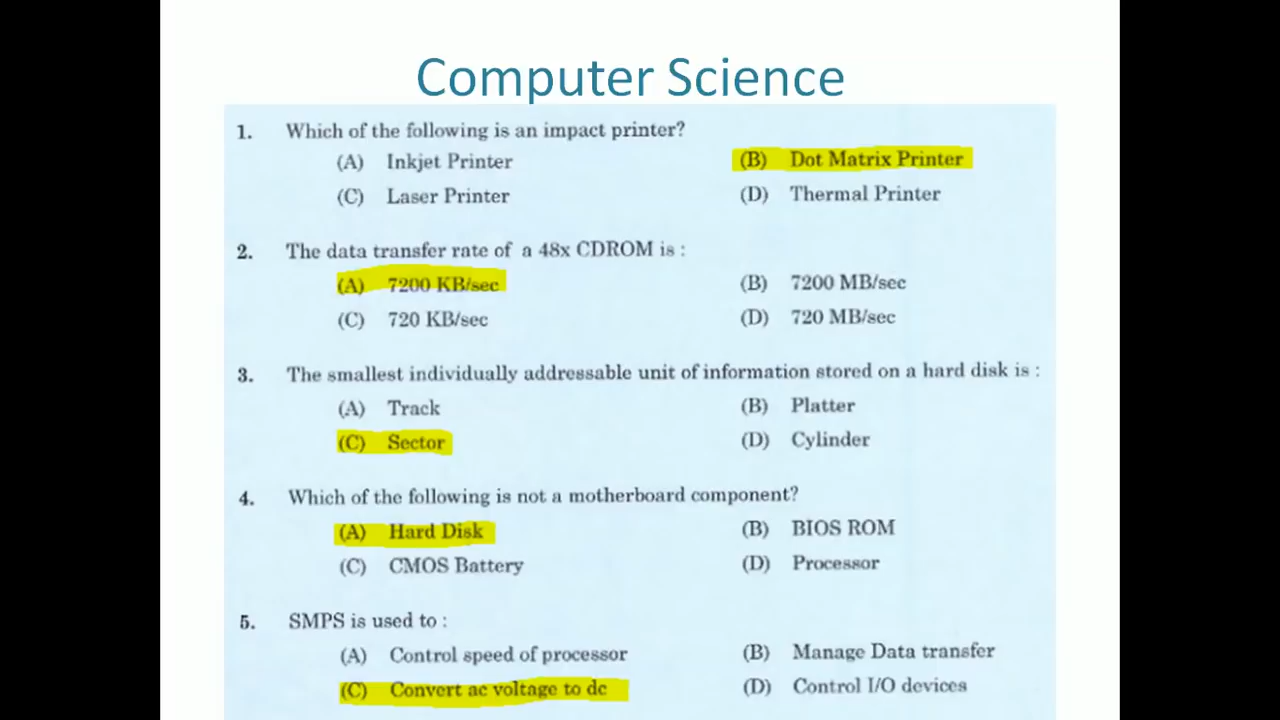 Computer Science
1. Which of the following is an impact printer?
(A) Inkjet Printer (B) Dot Matrix Printer
(C) Laser Printer (D) Thermal Printer
2. The data transfer rate of a 48x CDROM is :
(A) 7200 KB/sec (B) 7200 MB/sec
(C) 720 KB/sec (D) 720 MB/sec
3. The smallest individually addressable unit of information stored on a hard disk is :
(A) Track (B) Platter
(C) Sector (D) Cylinder
4. Which of the following is not a motherboard component?
(A) Hard Disk (B) BIOS ROM
(C) CMOS Battery (D) Processor
5. SMPS is used to :
(A) Control speed of processor (B) Manage Data transfer
(C) Convert ac voltage to dc (D) Control I/O devices